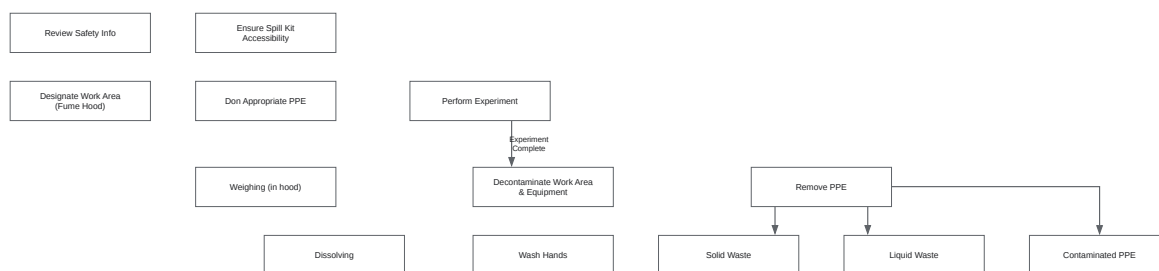 Review Safety Info
Ensure Spill Kit
Accessibility
Designate Work Area
(Fume Hood)
Don Appropriate PPE
Perform Experiment
Experiment
Complete
Weighing (in hood)
Decontaminate Work Area
& Equipment
Remove PPE
Dissolving
Wash Hands
Solid Waste
Liquid Waste
Contaminated PPE